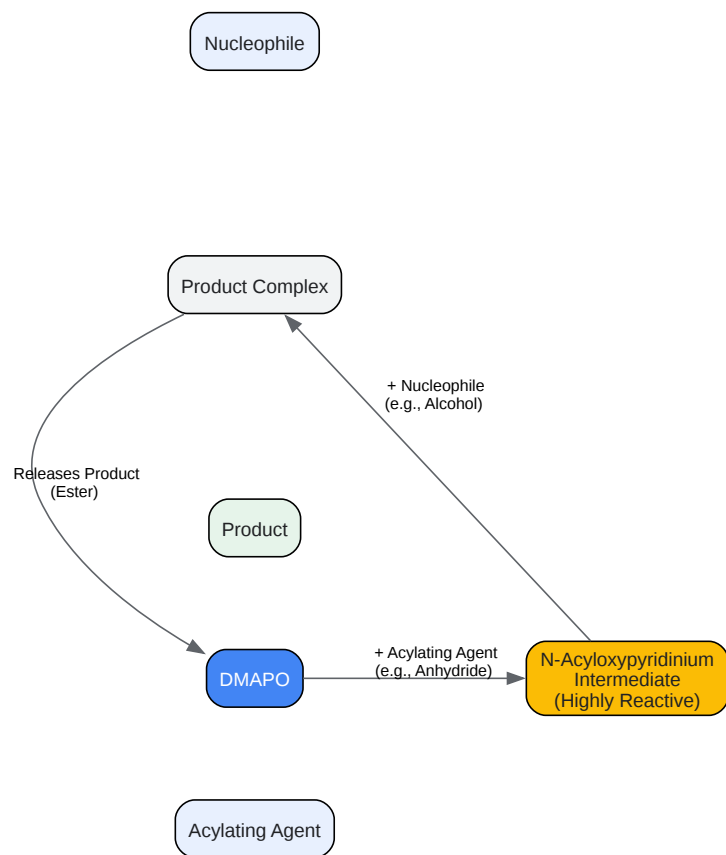 Nucleophile
Product Complex
+ Nucleophile
(e.g., Alcohol)
Releases Product
(Ester)
Product
DMAPO
+ Acylating Agent
(e.g., Anhydride)
N-Acyloxypyridinium
Intermediate
(Highly Reactive)
Acylating Agent